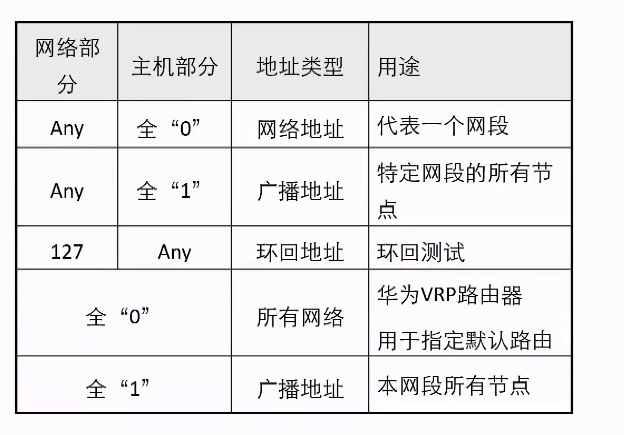 网络部分 主机部分 地址类型 用途
Any 全“0” 网络地址 代表一个网段
Any 全“1” 广播地址 特定网段的所有节点
127 Any 环回地址 环回测试
全“0” 所有网络 华为VRP路由器
用于指定默认路由
全“1” 广播地址 本网段所有节点